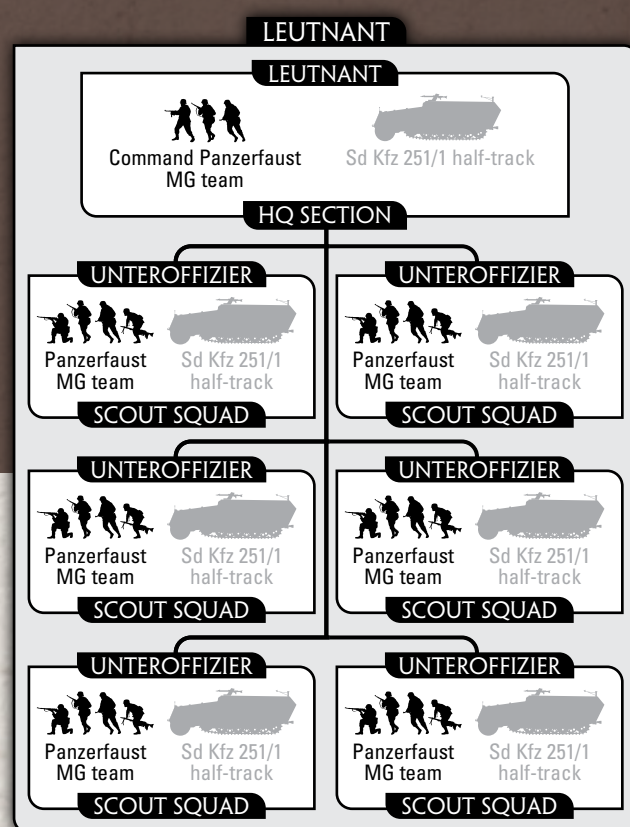 LEUTNANT
LEUTNANT
Command Panzerfaust
MG team
Sd Kfz 251/1 half-track
HQ SECTION
UNTEROFFIZIER
Panzerfaust
MG team
Sd Kfz 251/1
half-track
SCOUT SQUAD
UNTEROFFIZIER
Panzerfaust
MG team
Sd Kfz 251/1
half-track
SCOUT SQUAD
UNTEROFFIZIER
Panzerfaust
MG team
Sd Kfz 251/1
half-track
SCOUT SQUAD
UNTEROFFIZIER
Panzerfaust
MG team
Sd Kfz 251/1
half-track
SCOUT SQUAD
UNTEROFFIZIER
Panzerfaust
MG team
Sd Kfz 251/1
half-track
SCOUT SQUAD
UNTEROFFIZIER
Panzerfaust
MG team
Sd Kfz 251/1
half-track
SCOUT SQUAD